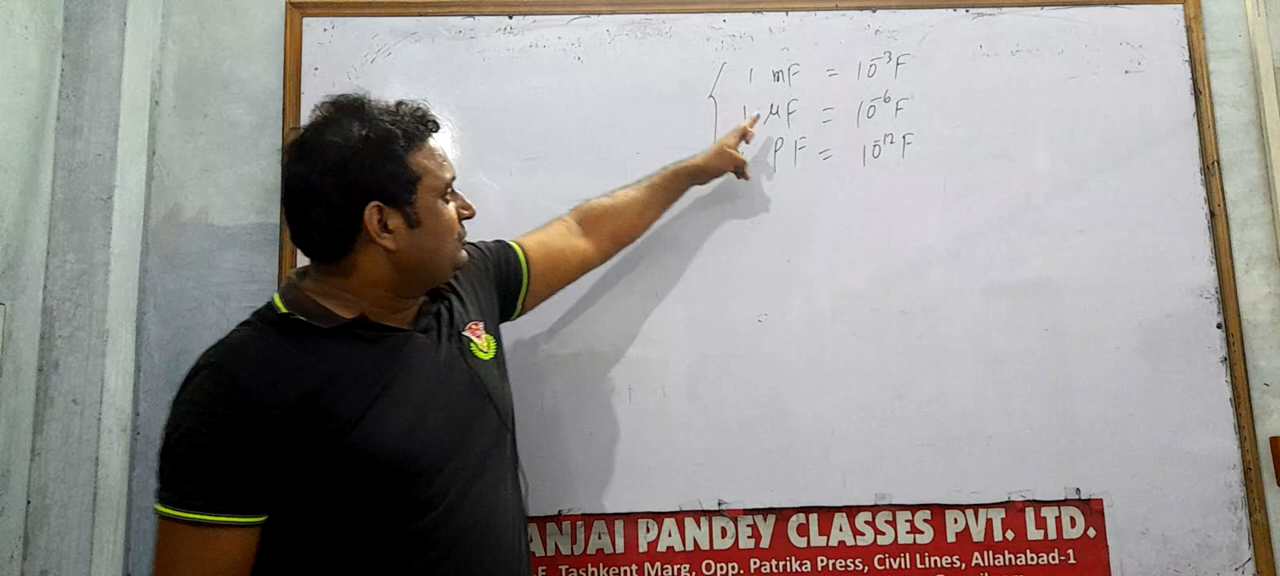 1 mF = 10⁻³F
1 μF = 10⁻⁶F
PF = 10⁻¹²F
ANJAI PANDEY CLASSES PVT. LTD.
Tashkent Marg, Opp. Patrika Press, Civil Lines, Allahabad-1